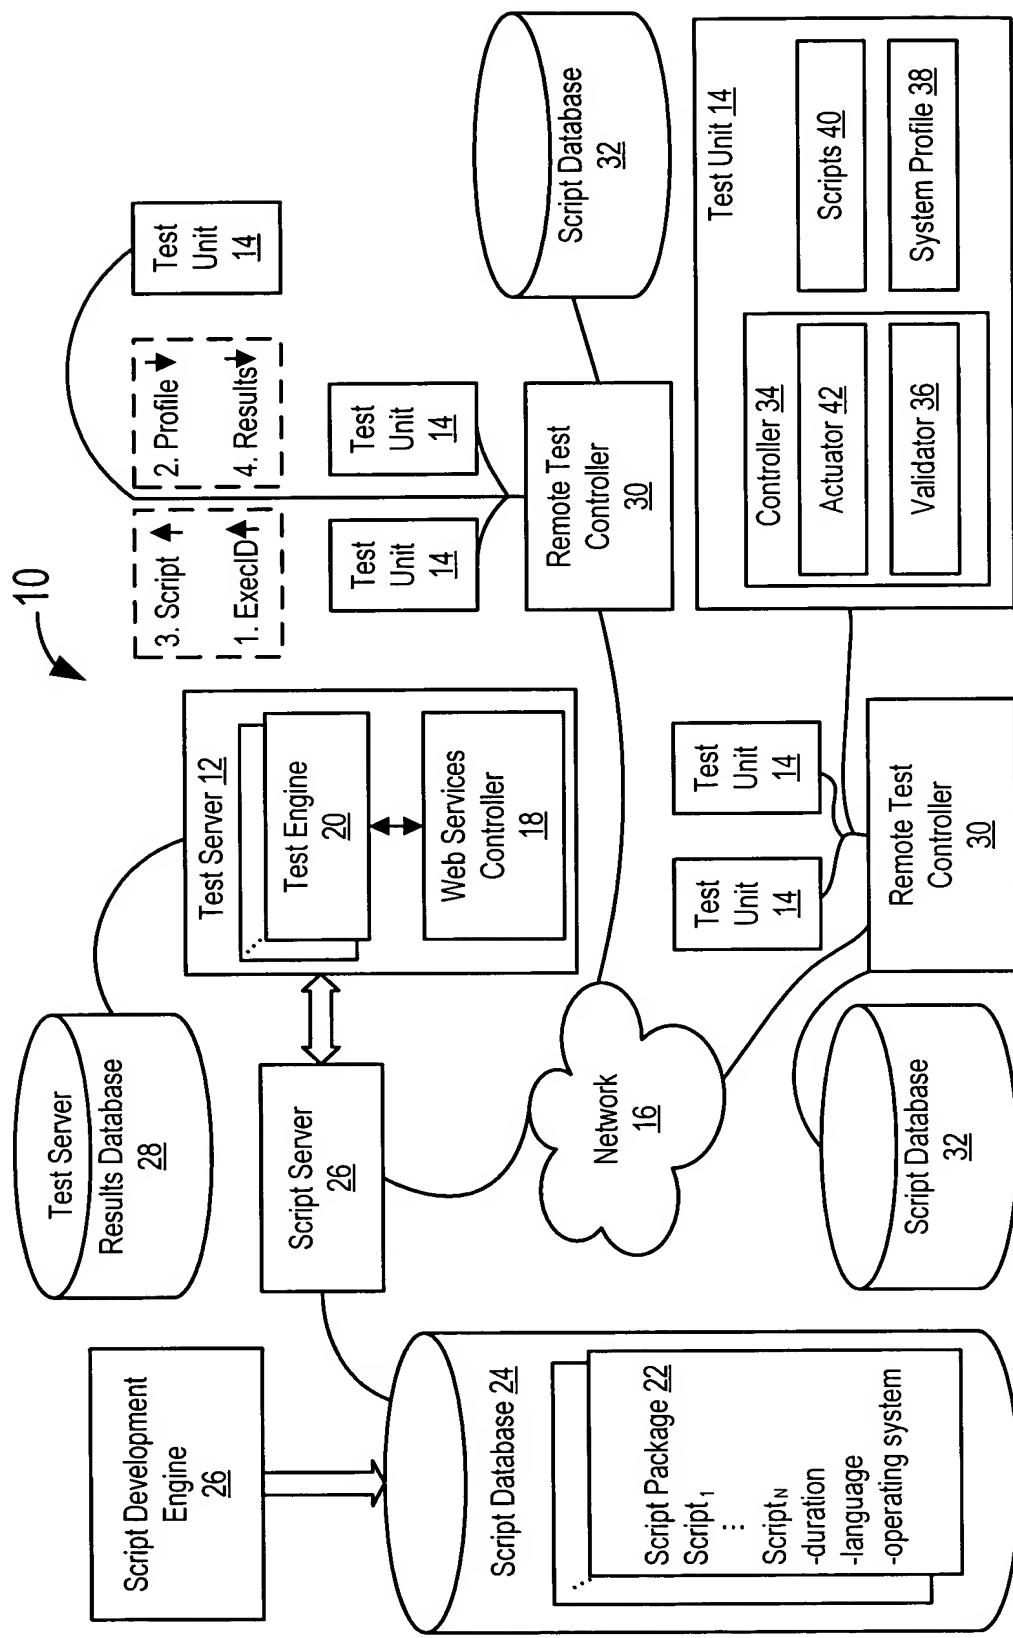 10
Script Development
Engine
26
Test Server
Results Database
28
Test Server 12
Test Engine
20
Web Services
Controller
18
Script Server
26
3. Script
1. ExecID
2. Profile
4. Results
Test
Unit
14
Test
Unit
14
Test
Unit
14
Remote Test
Controller
30
Script Database
32
Script Database 24
Script Package 22
Script1
⋮
ScriptN
-duration
-language
-operating system
Network
16
Script Database
32
Test
Unit
14
Test
Unit
14
Remote Test
Controller
30
Test Unit 14
Controller 34
Actuator 42
Validator 36
Scripts 40
System Profile 38